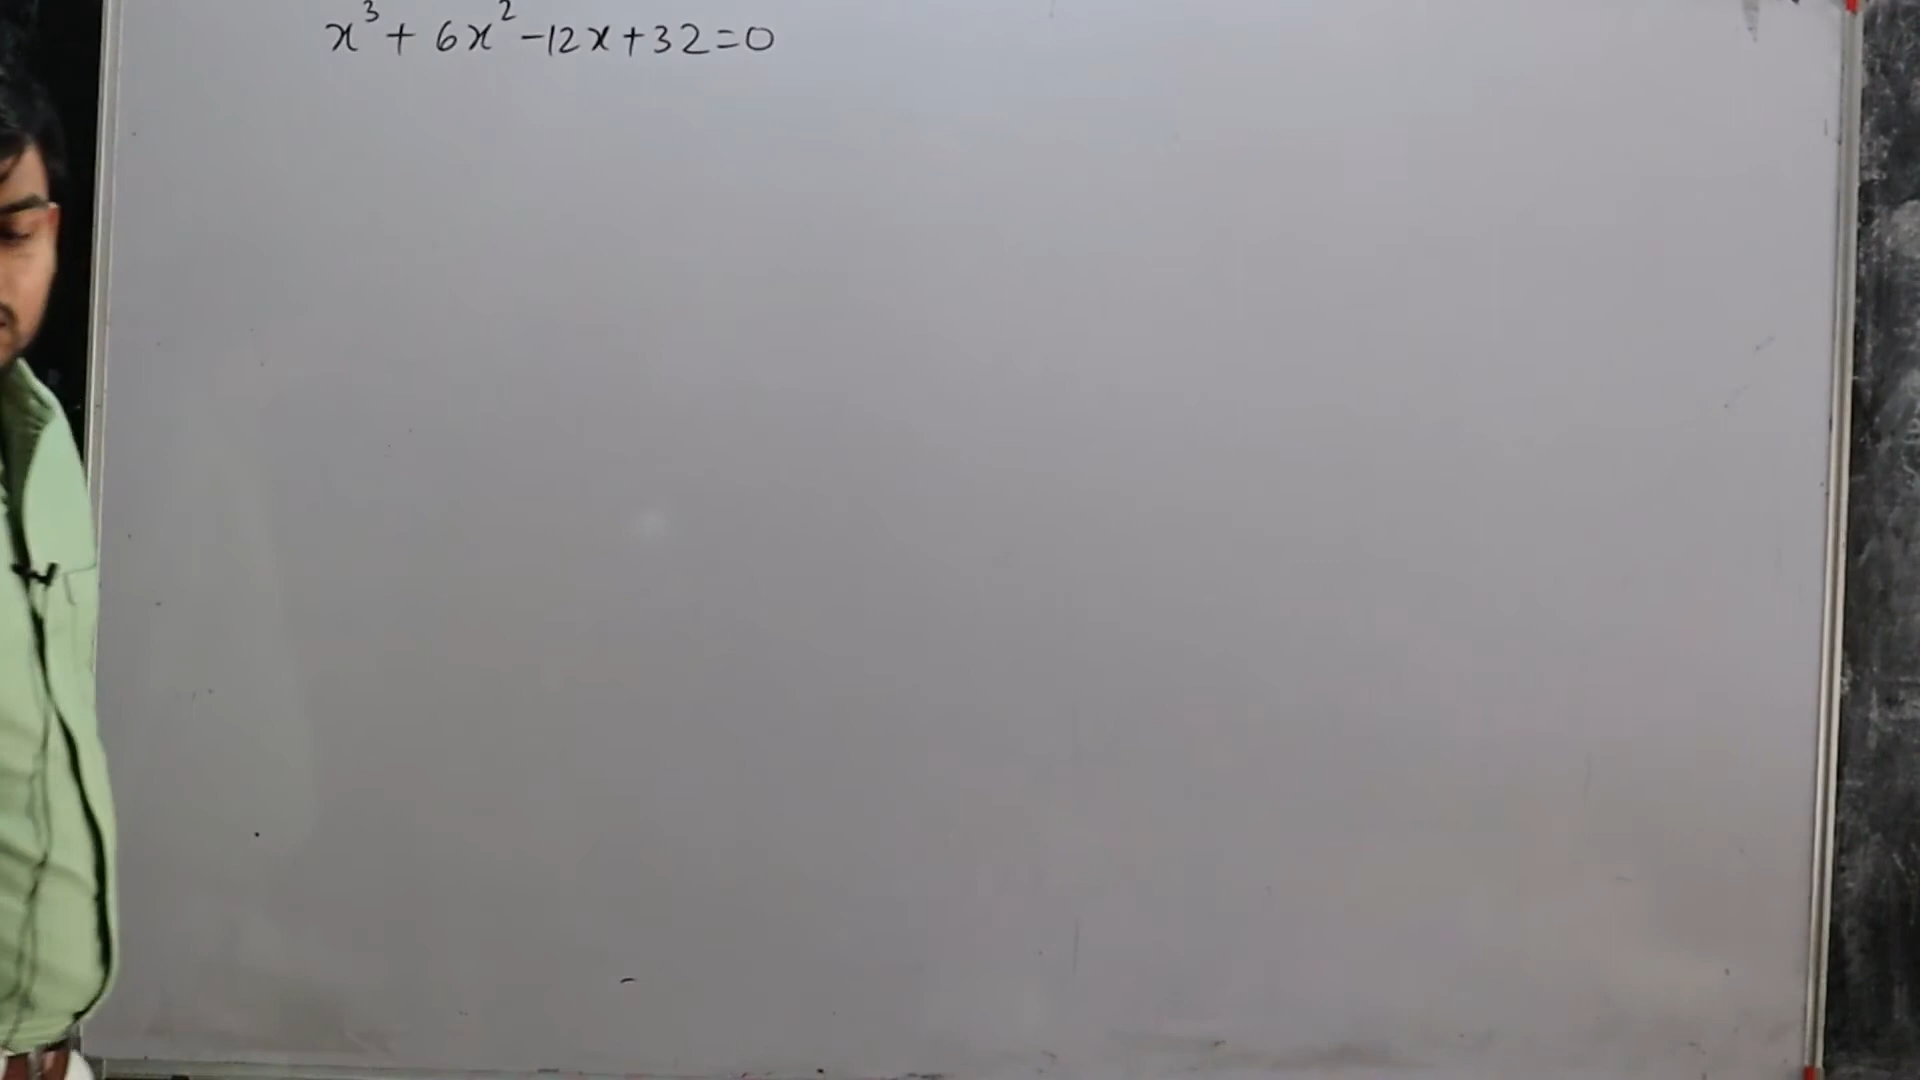 x³ + 6x² -12x +32=0